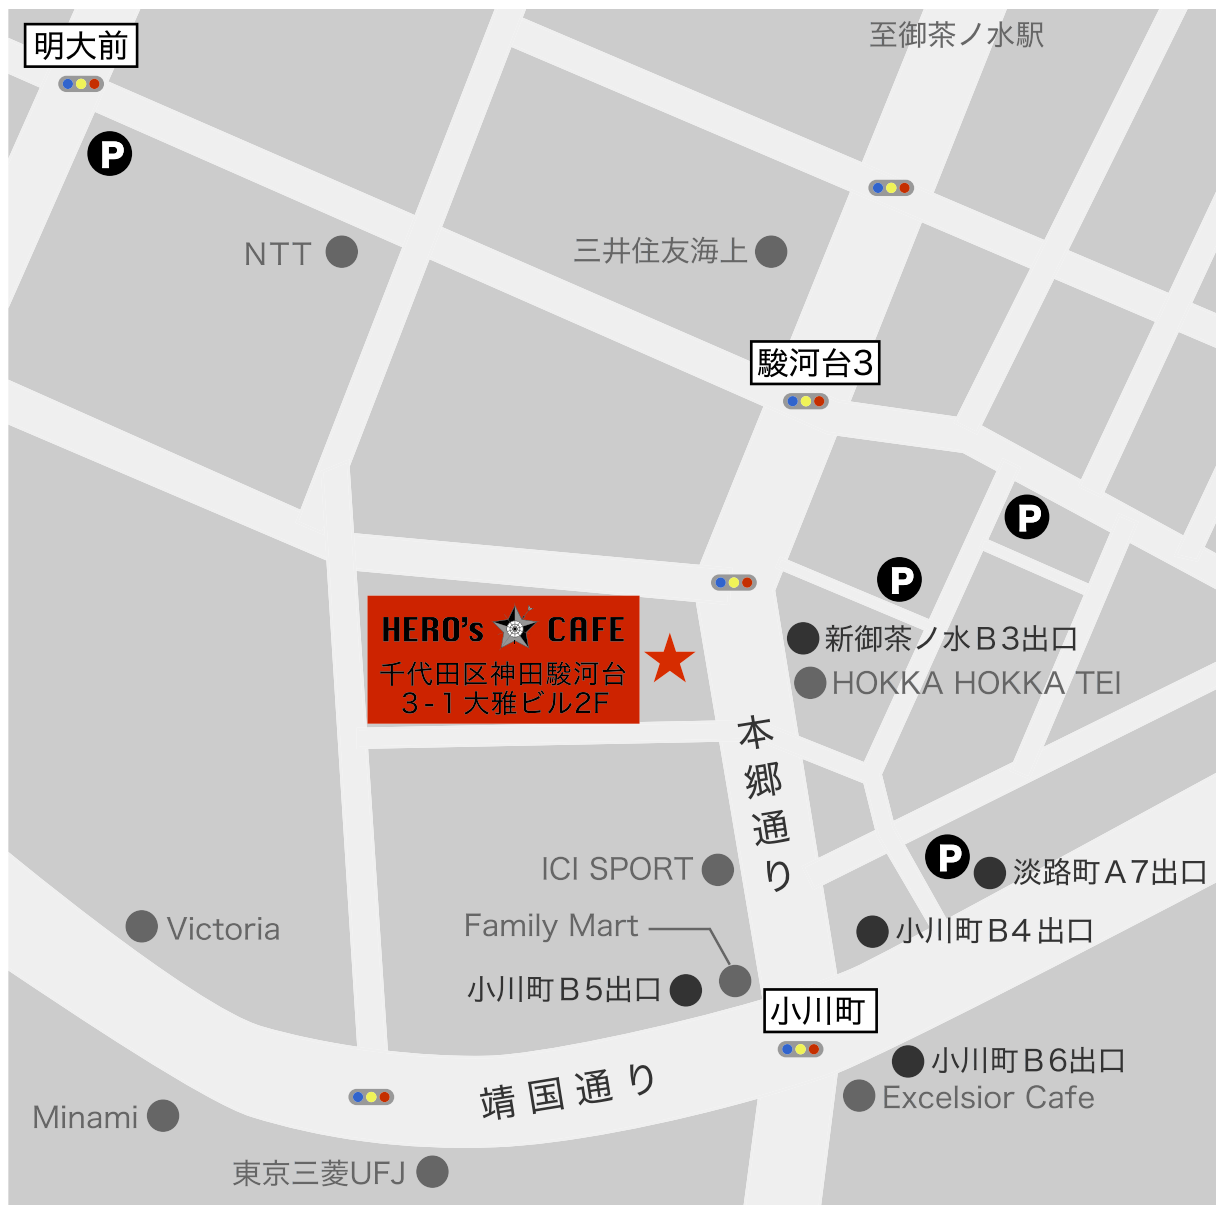 明大前
至御茶ノ水駅
P
NTT
三井住友海上
駿河台3
P
P
HERO's CAFE
千代田区神田駿河台
3-1大雅ビル2F
新御茶ノ水B3出口
HOKKA HOKKA TEI
本郷通り
ICI SPORT
P
淡路町A7出口
Victoria
Family Mart
小川町B4出口
小川町B5出口
小川町
小川町B6出口
靖国通り
Excelsior Cafe
Minami
東京三菱UFJ